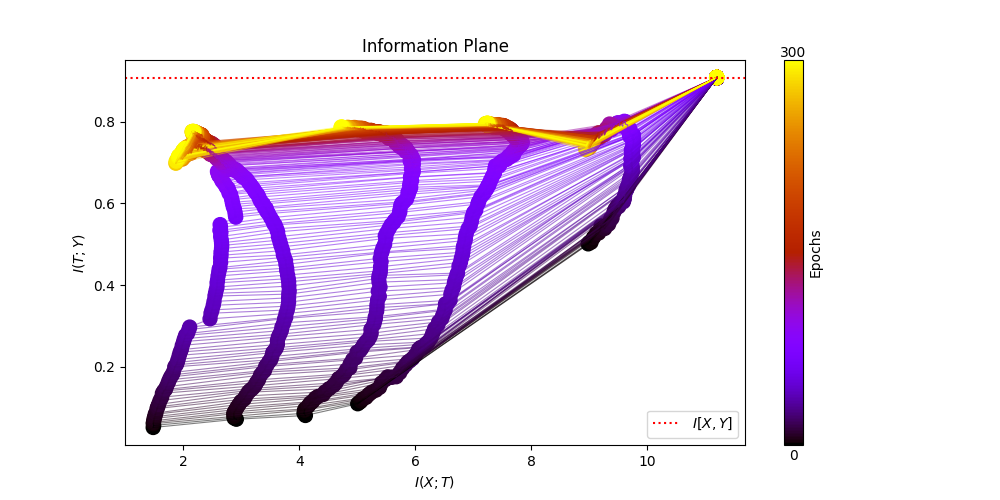 Information Plane
300
0.8
0.6
0.4
0.2
I(T; Y)
Epochs
I[X, Y]
0
2 4 6 8 10
I(X; T)